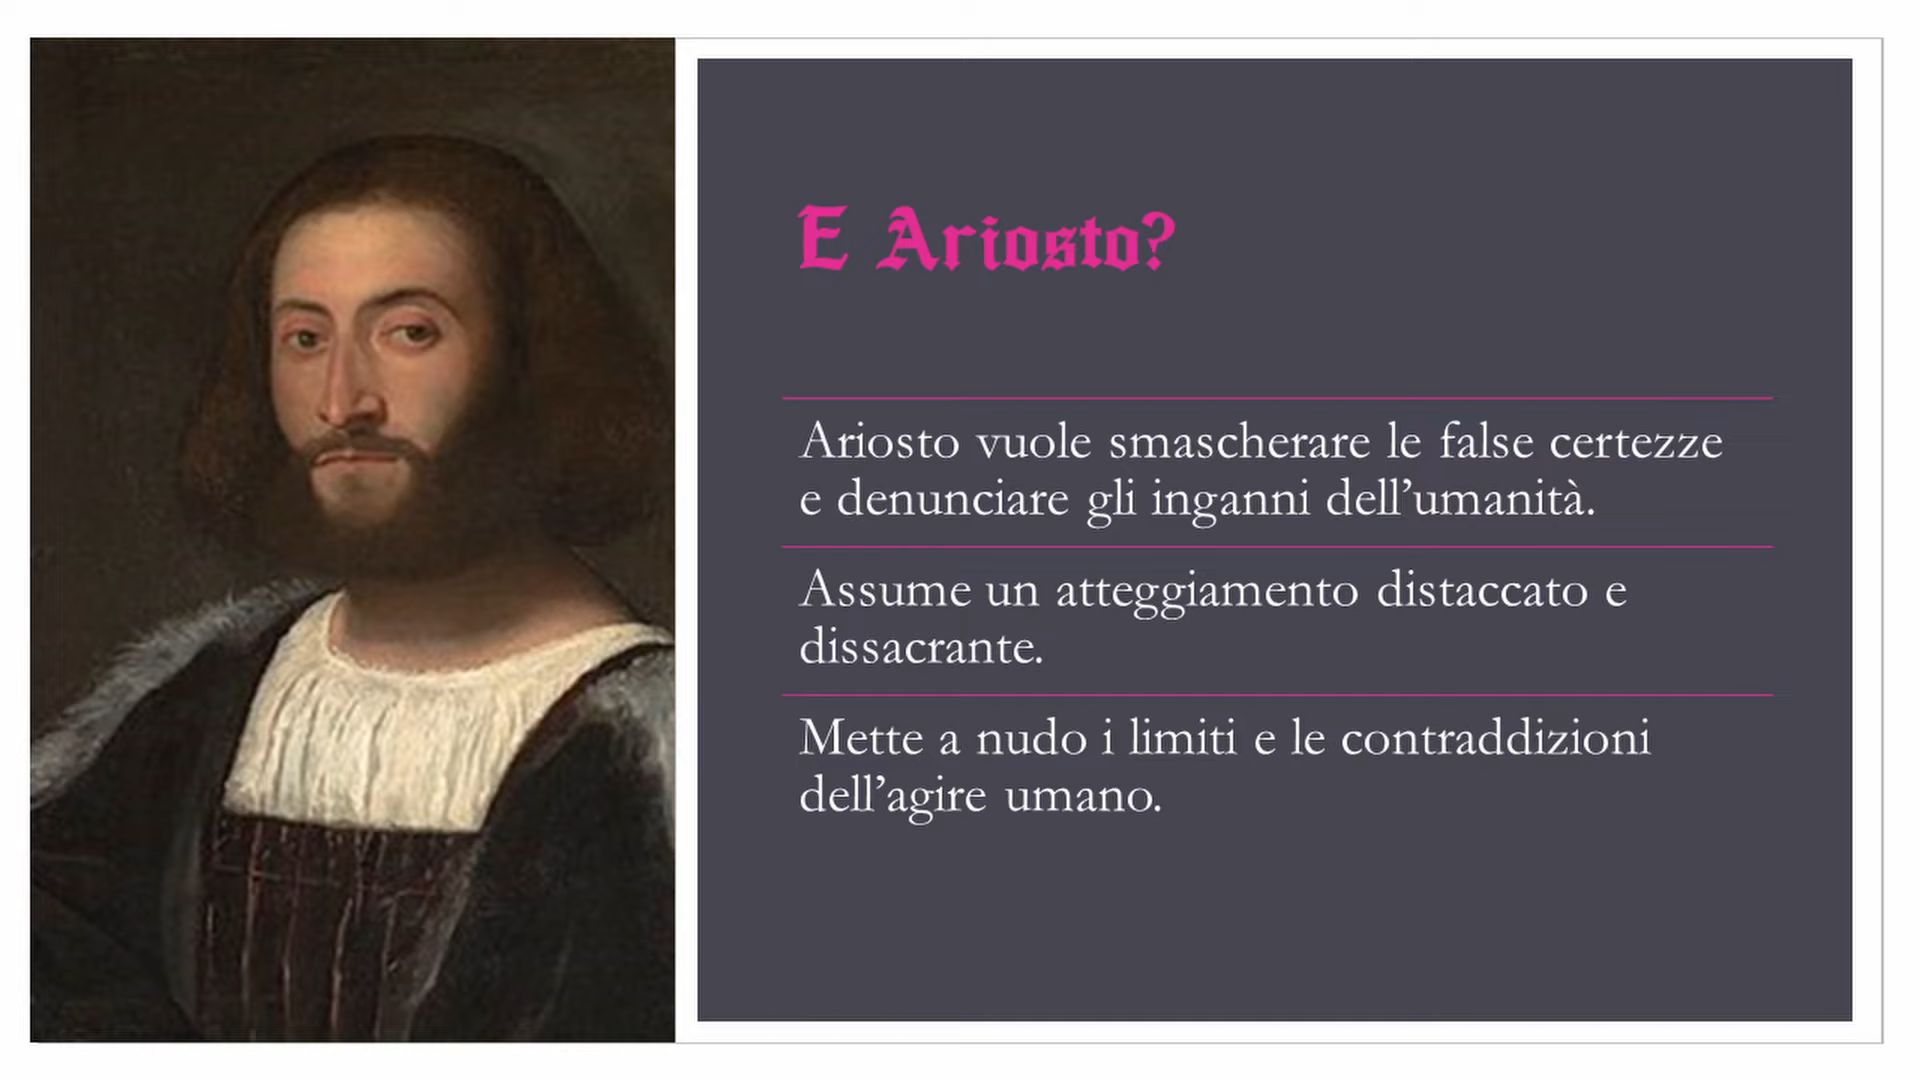 E Ariosto?
Ariosto vuole smascherare le false certezze
e denunciare gli inganni dell’umanità.
Assume un atteggiamento distaccato e
dissacrante.
Mette a nudo i limiti e le contraddizioni
dell’agire umano.